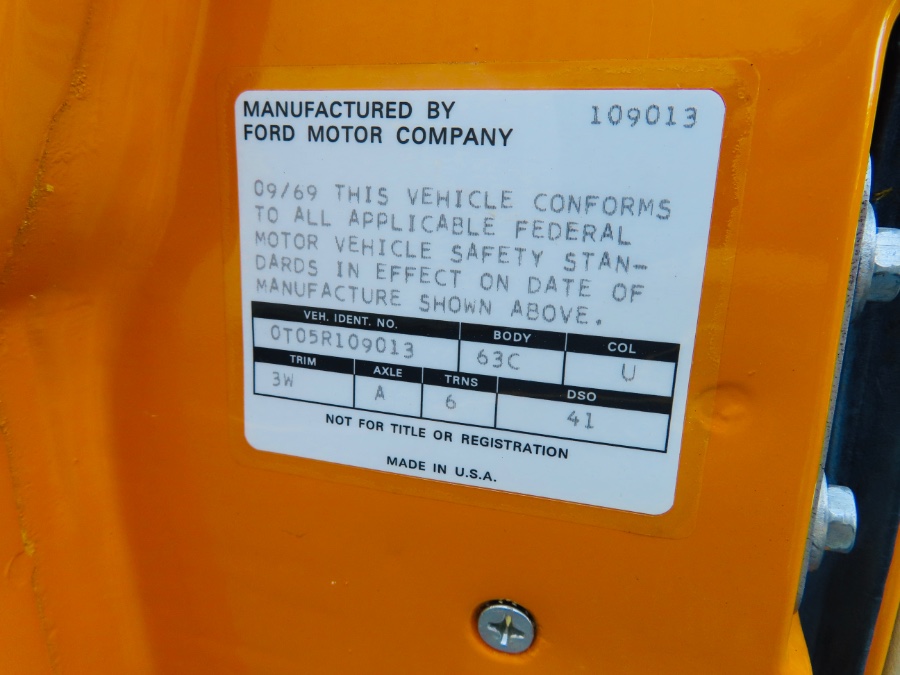 MANUFACTURED BY 109013
FORD MOTOR COMPANY
09/69 THIS VEHICLE CONFORMS
TO ALL APPLICABLE FEDERAL
MOTOR VEHICLE SAFETY STAN-
DARDS IN EFFECT ON DATE OF
MANUFACTURE SHOWN ABOVE.
VEH. IDENT. NO. BODY COL
0T05R109013 63C U
TRIM AXLE TRNS DSO
3W A 6 41
NOT FOR TITLE OR REGISTRATION
MADE IN U.S.A.